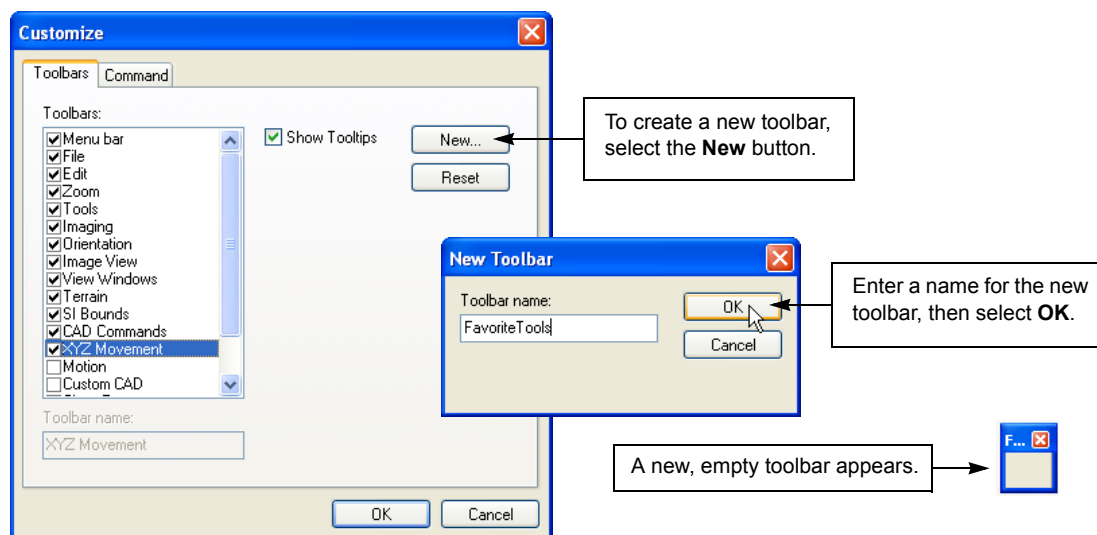 Customize
Toolbars Command
Toolbars:
Menu bar
File
Edit
Zoom
Tools
Imaging
Orientation
Image View
View Windows
Terrain
SI Bounds
CAD Commands
XYZ Movement
Motion
Custom CAD
Show Tooltips
New...
Reset
Toolbar name:
XYZ Movement
OK Cancel
To create a new toolbar,
select the New button.
New Toolbar
Toolbar name:
FavoriteTools
OK
Cancel
Enter a name for the new
toolbar, then select OK.
A new, empty toolbar appears.
F...